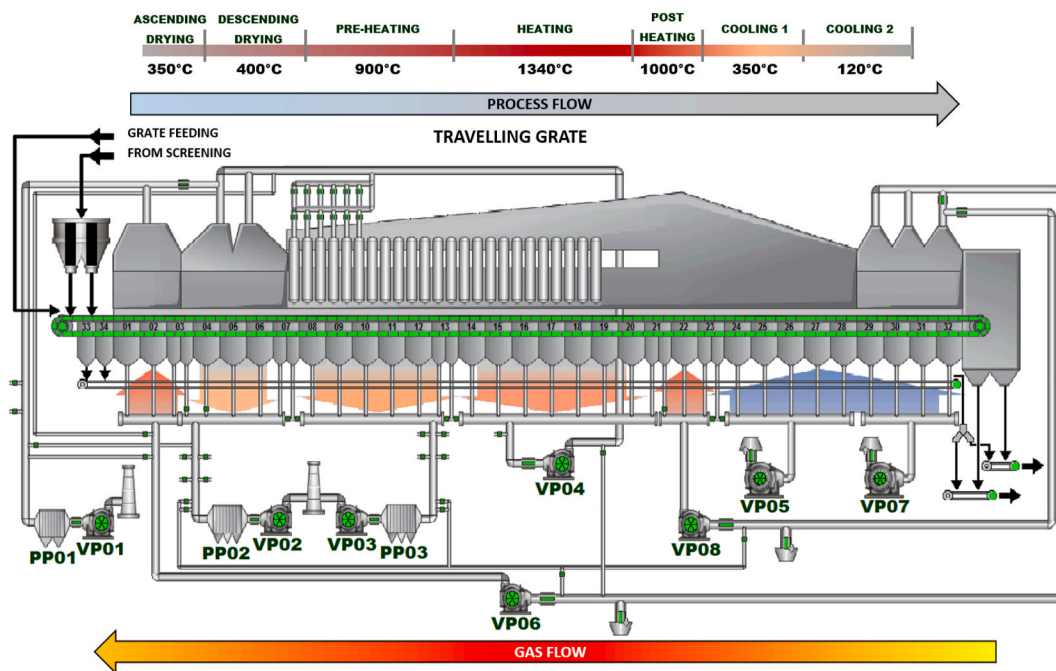 ASCENDING DRYING
DESCENDING DRYING
PRE-HEATING
HEATING
POST HEATING
COOLING 1
COOLING 2
350°C
400°C
900°C
1340°C
1000°C
350°C
120°C
PROCESS FLOW
GRATE FEEDING
FROM SCREENING
TRAVELLING GRATE
33 34 01 02 03 04 05 06 07 08 09 10 11 12 13 14 15 16 17 18 19 20 21 22 23 24 25 26 27 28 29 30 31 32
VP04
VP05
VP07
PP01
VP01
PP02
VP02
VP03
PP03
VP08
VP06
GAS FLOW